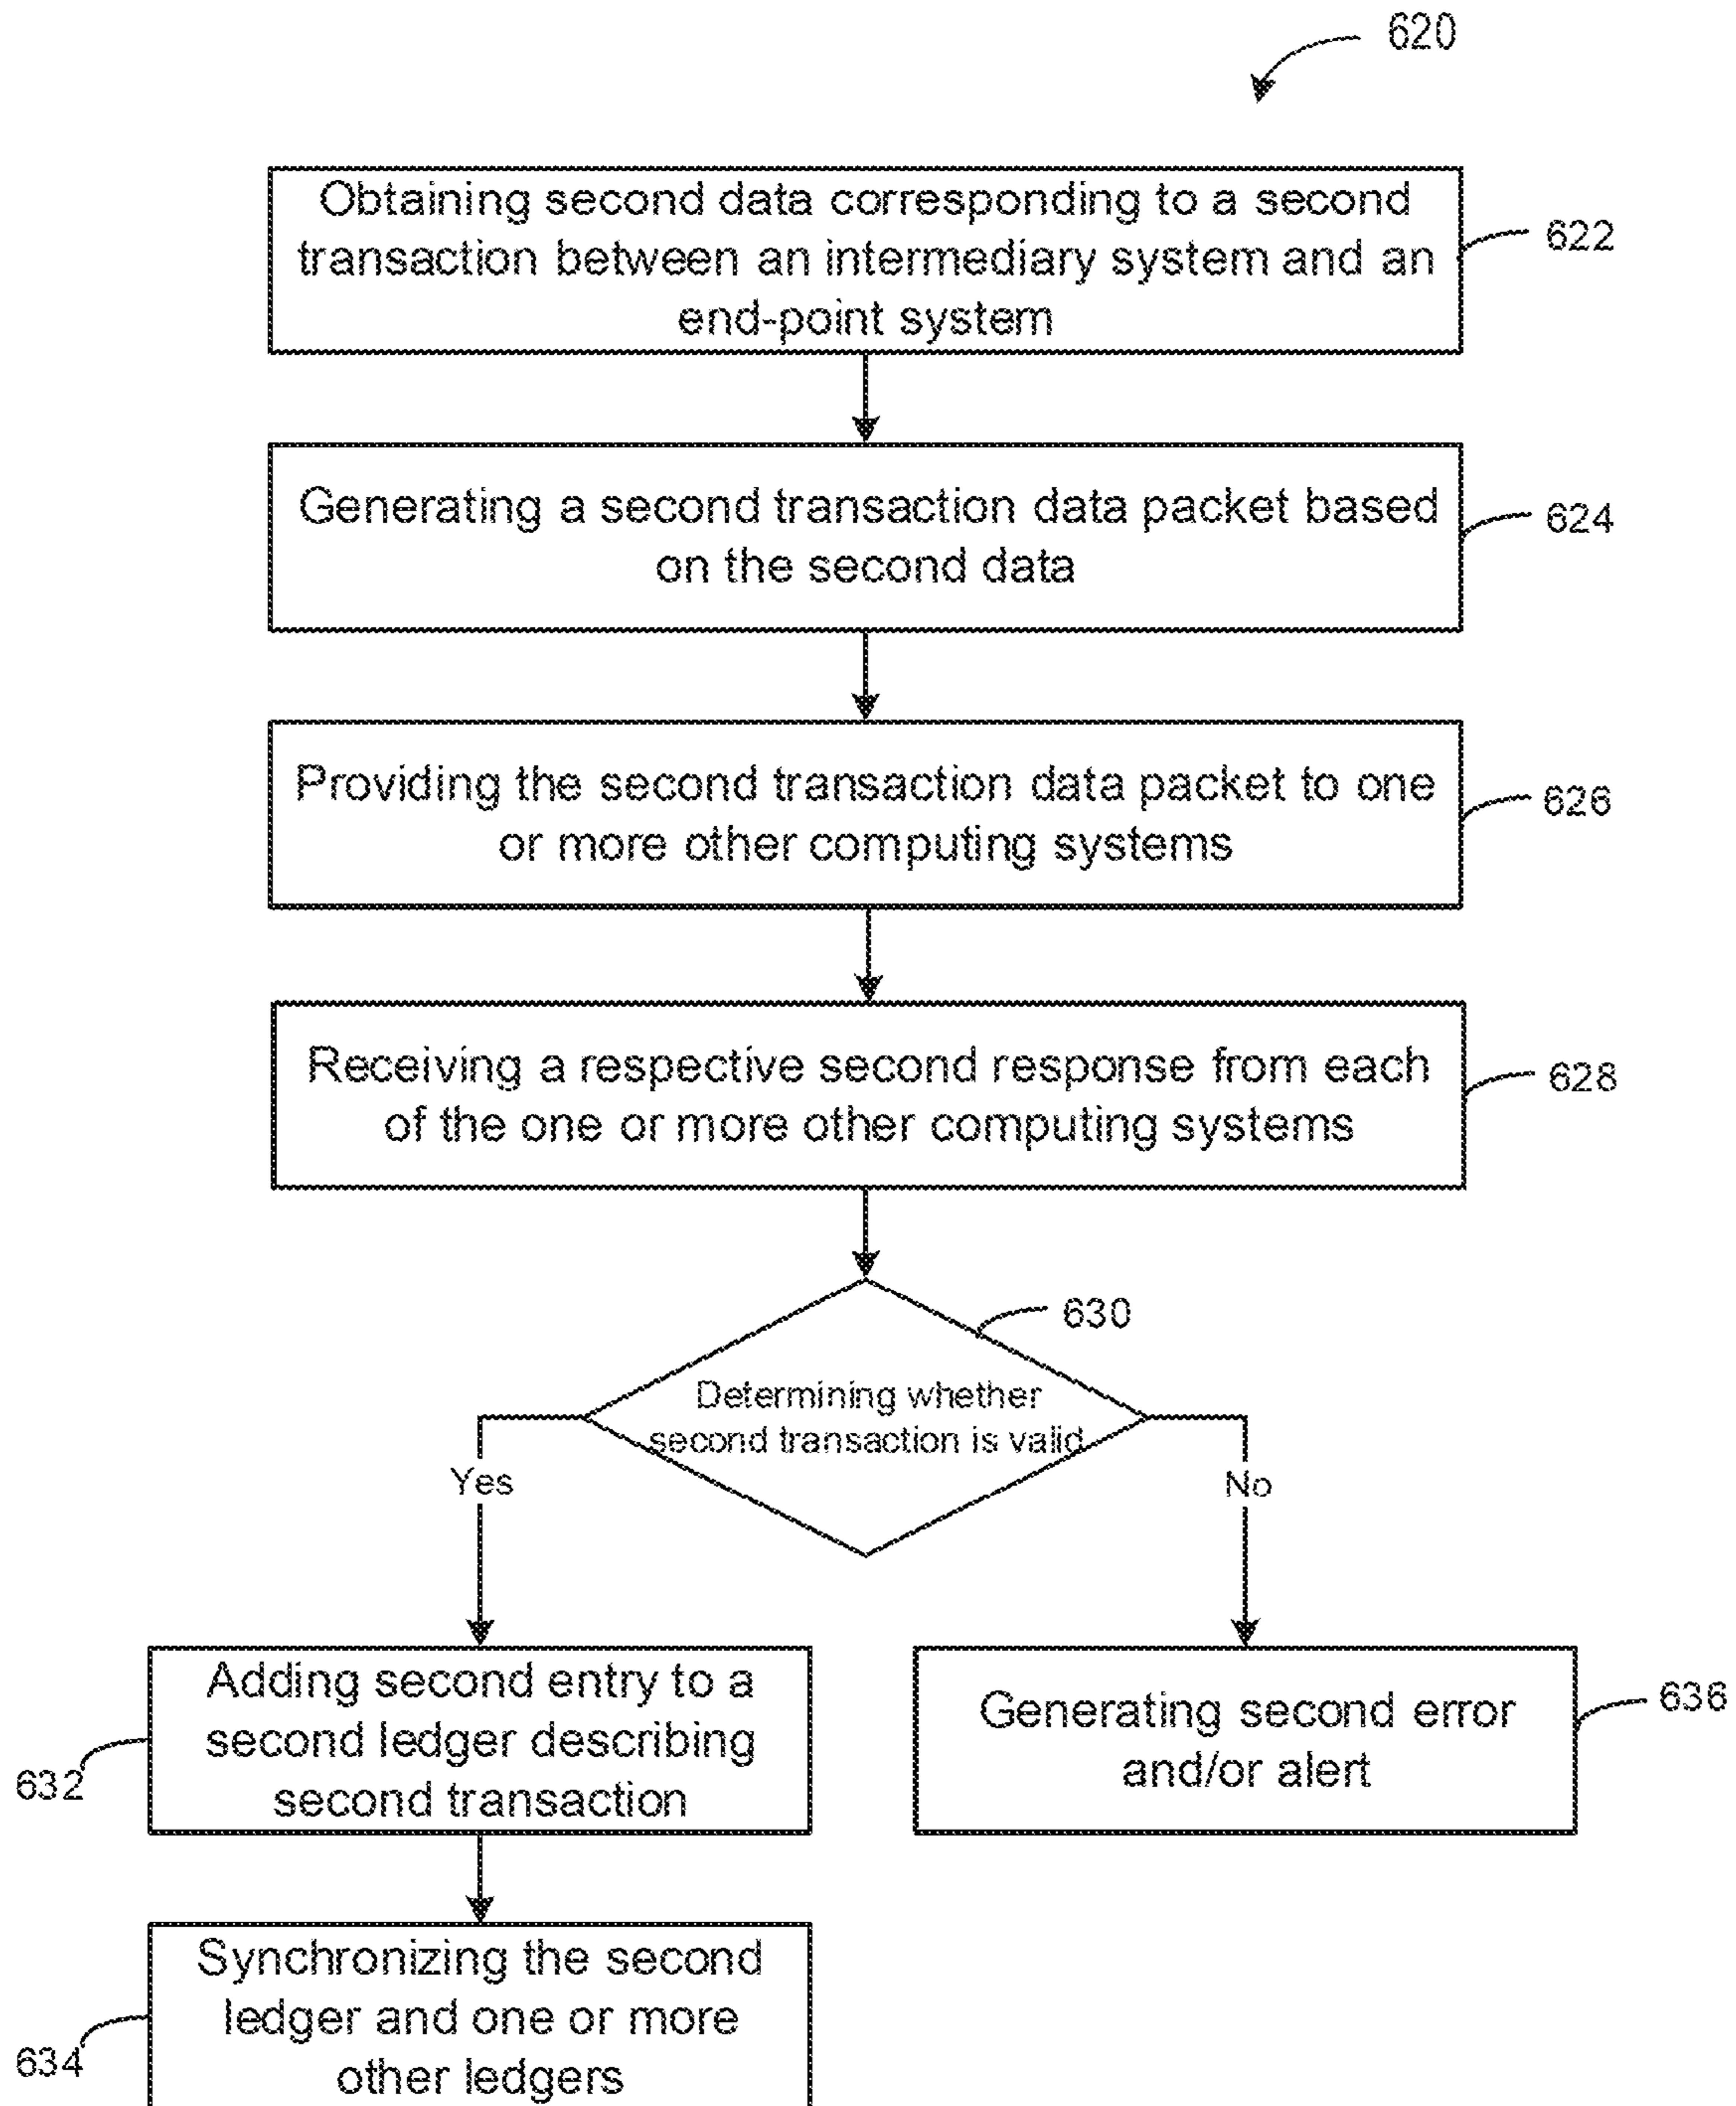 620
Obtaining second data corresponding to a second
transaction between an intermediary system and an
end-point system
622
Generating a second transaction data packet based
on the second data
624
Providing the second transaction data packet to one
or more other computing systems
626
Receiving a respective second response from each
of the one or more other computing systems
628
630
Determining whether
second transaction is valid
Yes
No
Adding second entry to a
second ledger describing
second transaction
632
Generating second error
and/or alert
636
Synchronizing the second
ledger and one or more
other ledgers
634